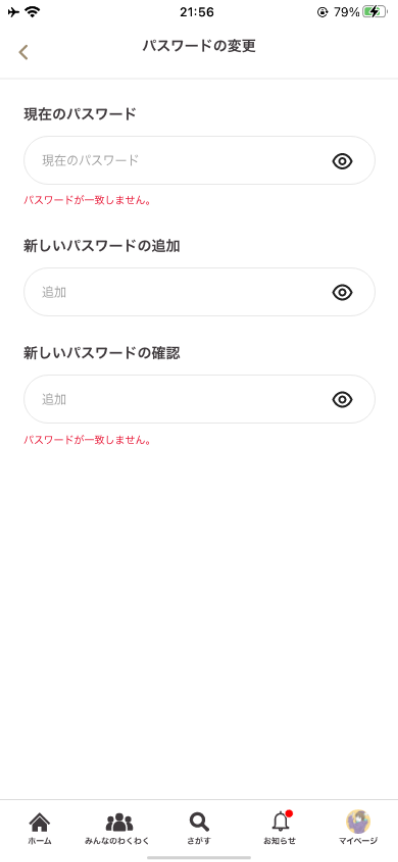 21:56
79%
パスワードの変更
現在のパスワード
現在のパスワード
パスワードが一致しません。
新しいパスワードの追加
追加
新しいパスワードの確認
追加
パスワードが一致しません。
ホーム
みんなのわくわく
さがす
お知らせ
マイページ